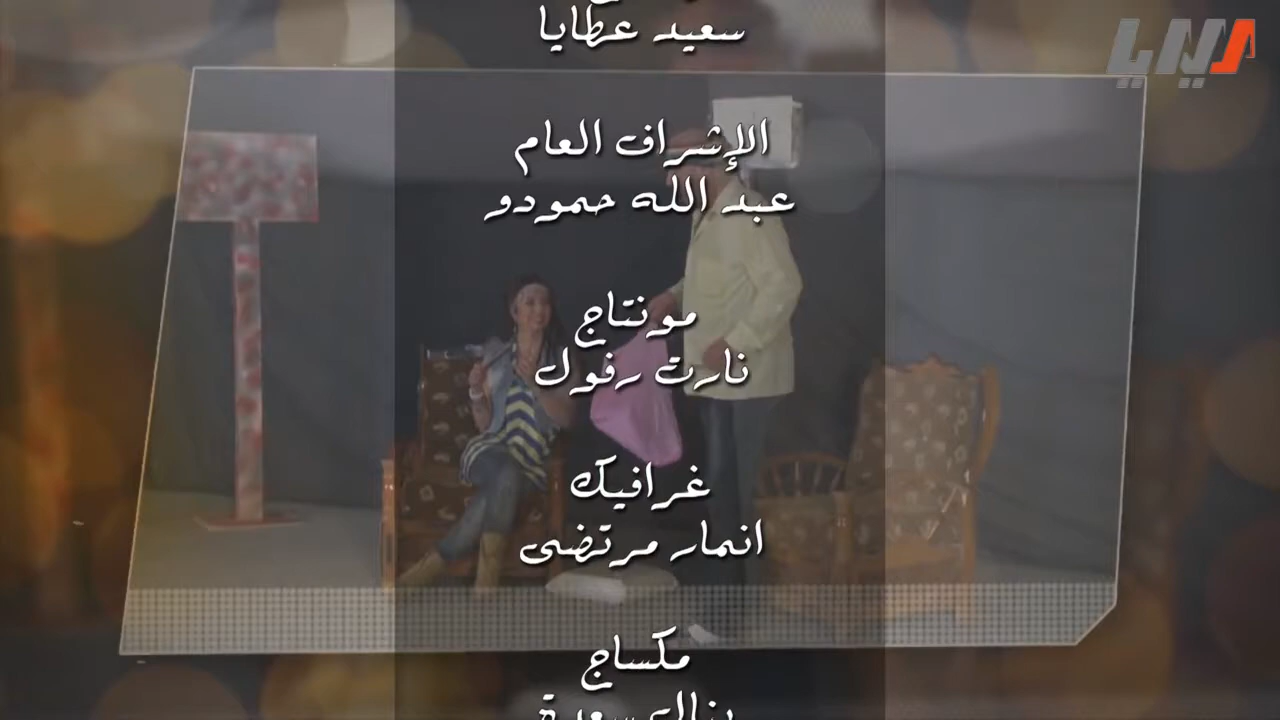 سعيد عطايا
الإشراف العام
عبد الله حمودو
مونتاج
نارت رفول
غرافيك
انمار مرتضى
مكساج